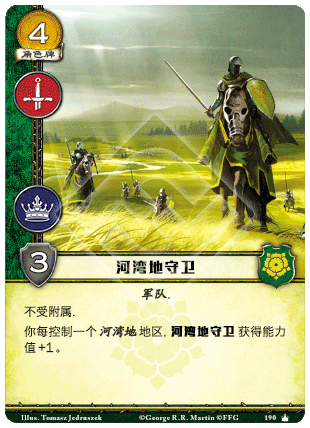 4
角色牌
3
河湾地守卫
军队.
不受附属.
你每控制一个 河湾地 地区, 河湾地守卫 获得能力
值 +1。
Illus. Tomasz Jedruszek ©George R.R. Martin ©FFG 190